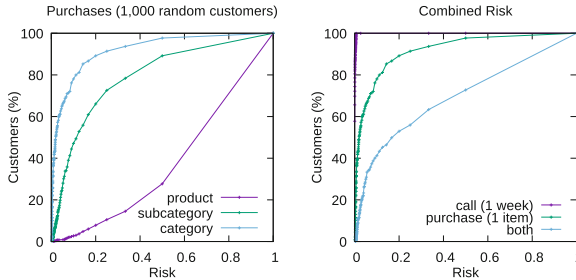 Purchases (1,000 random customers)
Customers (%)
100
80
60
40
20
0
product
subcategory
category
0
0.2
0.4
0.6
0.8
1
Risk
Combined Risk
Customers (%)
100
80
60
40
20
0
call (1 week)
purchase (1 item)
both
0
0.2
0.4
0.6
0.8
Risk